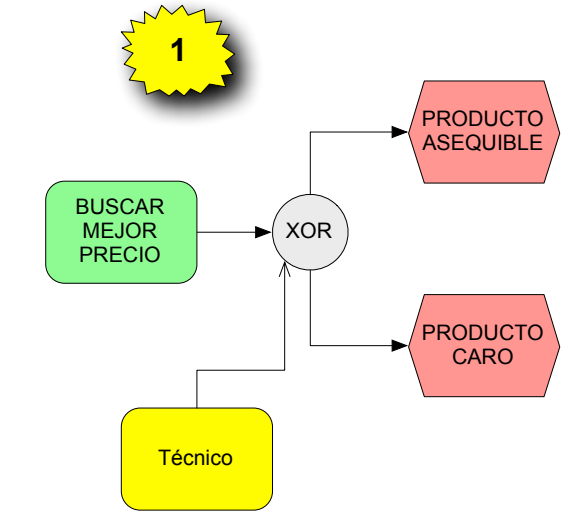 1
PRODUCTO
ASEQUIBLE
BUSCAR
MEJOR
PRECIO
XOR
PRODUCTO
CARO
Técnico